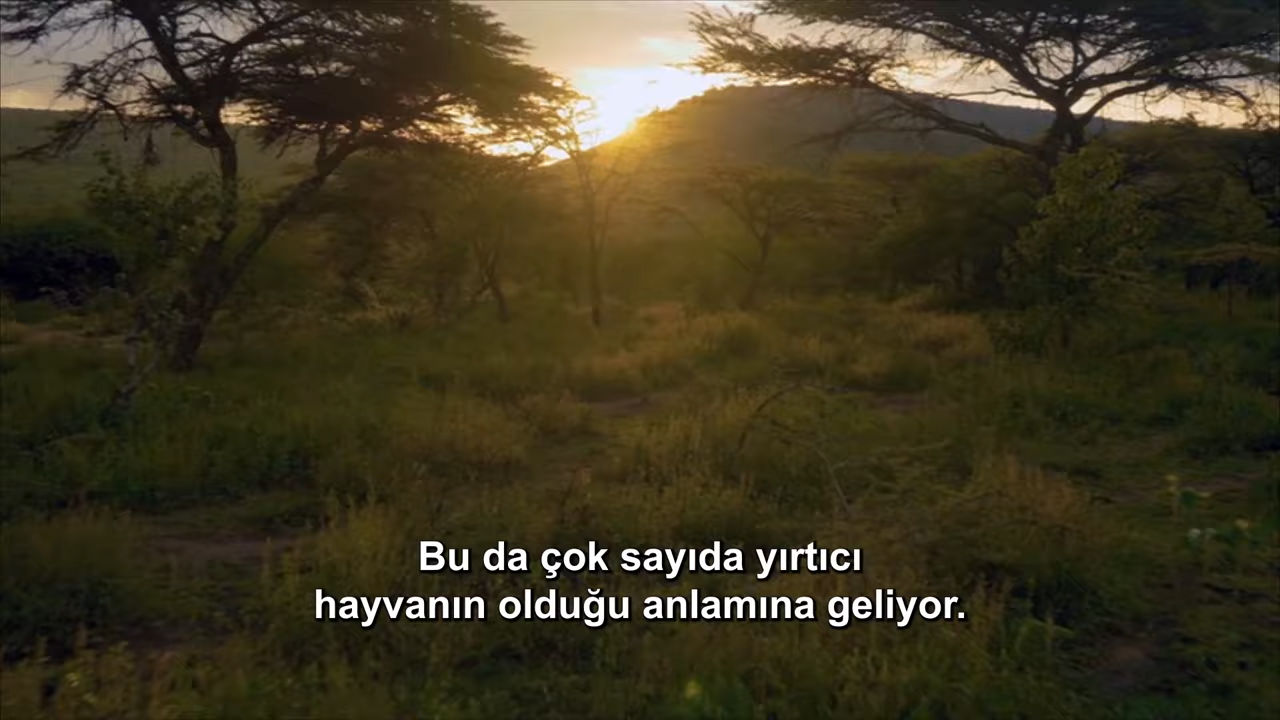 Bu da çok sayıda yırtıcı
hayvanın olduğu anlamına geliyor.